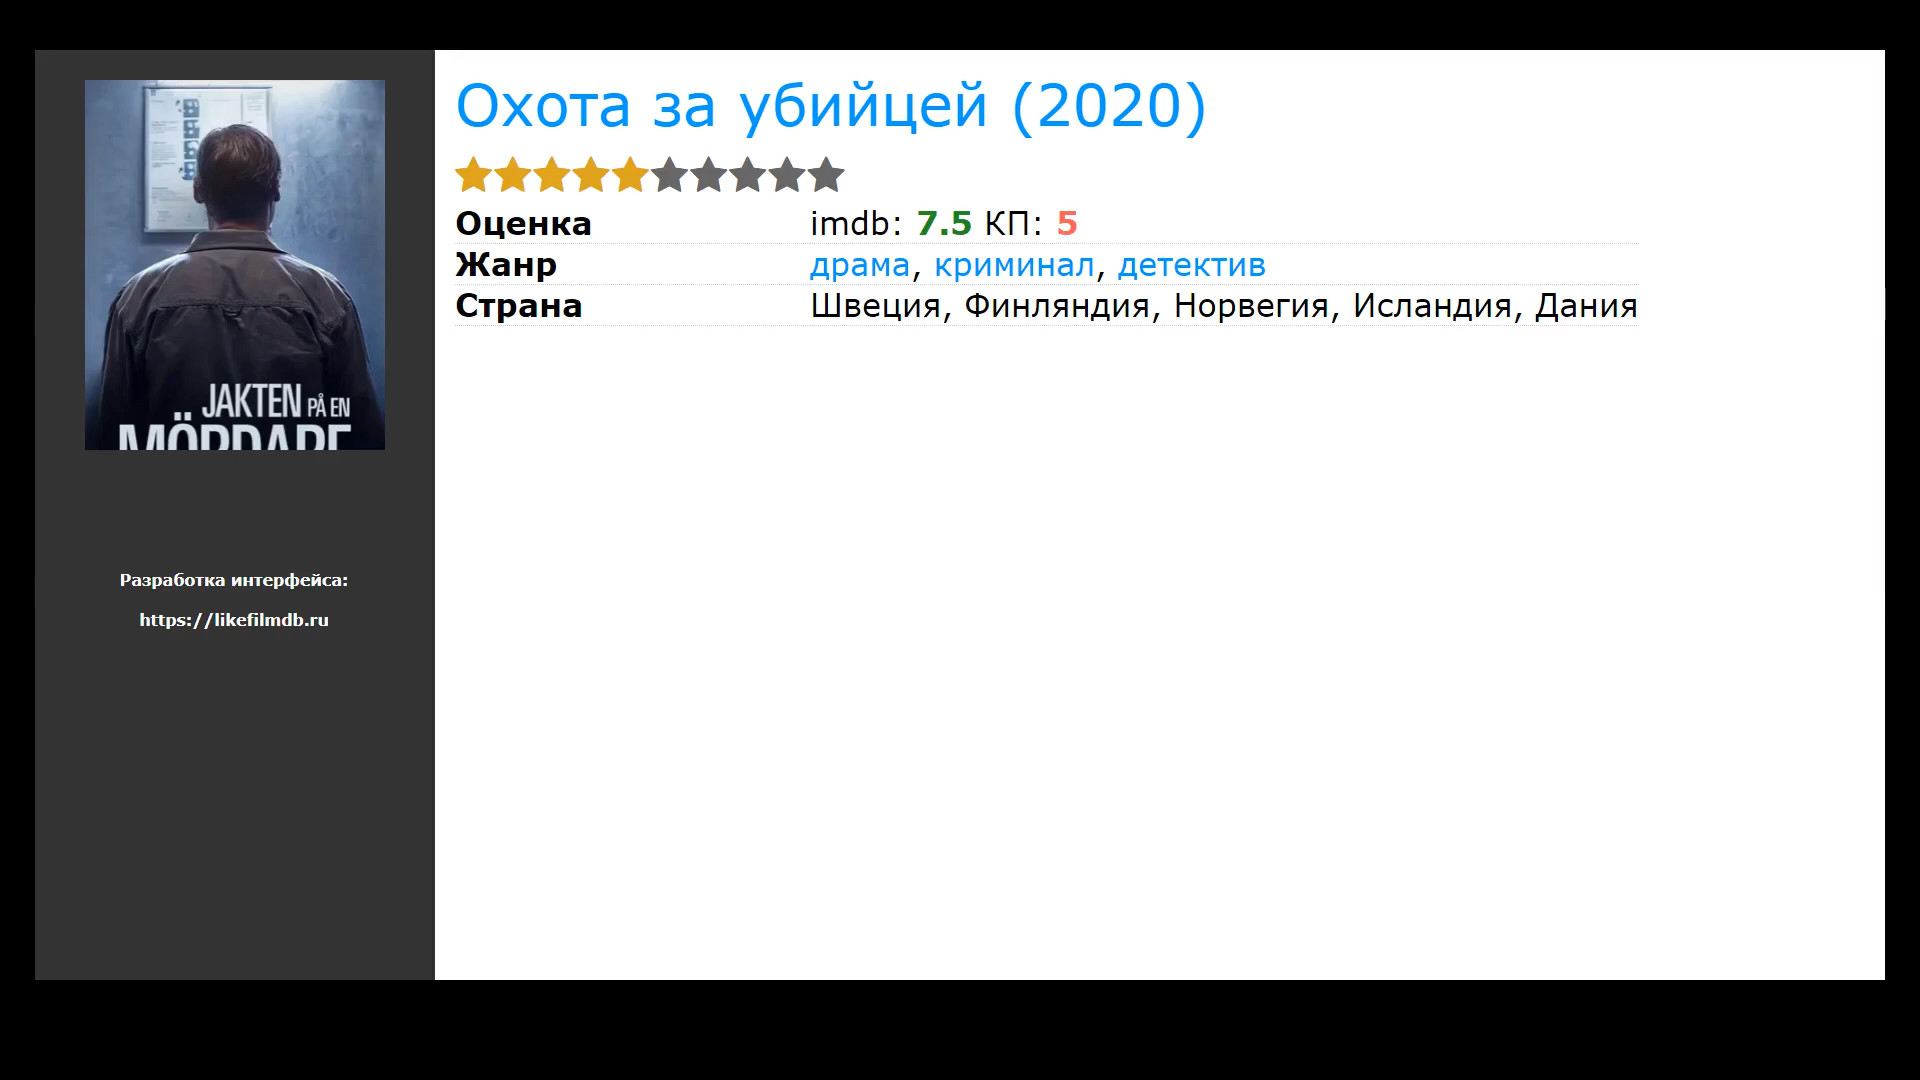 Охота за убийцей (2020)
Оценка imdb: 7.5 КП: 5
Жанр драма, криминал, детектив
Страна Швеция, Финляндия, Норвегия, Исландия, Дания
JAKTEN PÅ EN
MÖRDARE
Разработка интерфейса:
https://likefilmdb.ru